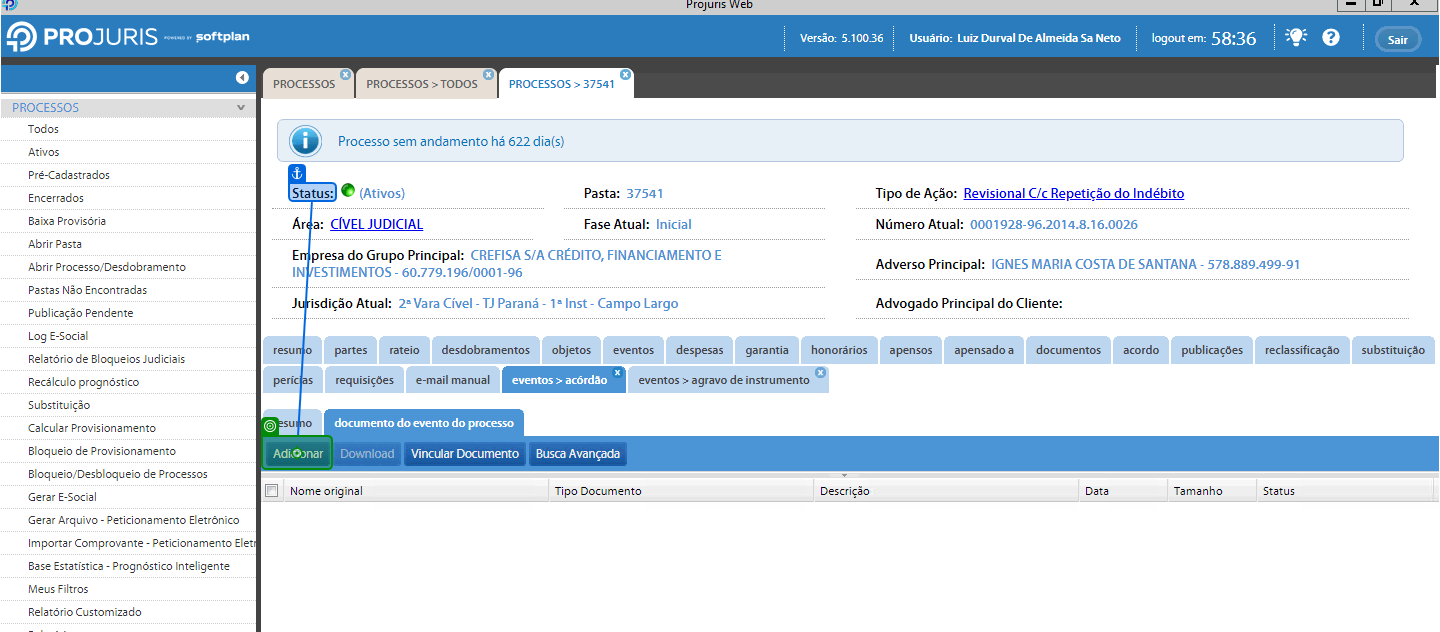 Projuris Web
PROJURIS POWERED BY softplan
Versão: 5.100.36
Usuário: Luiz Durval De Almeida Sa Neto
logout em: 58:36
Sair
PROCESSOS
PROCESSOS > TODOS
PROCESSOS > 37541
PROCESSOS
Todos
Ativos
Pré-Cadastrados
Encerrados
Baixa Provisória
Abrir Pasta
Abrir Processo/Desdobramento
Pastas Não Encontradas
Publicação Pendente
Log E-Social
Relatório de Bloqueios Judiciais
Recálculo prognóstico
Substituição
Calcular Provisionamento
Bloqueio de Provisionamento
Bloqueio/Desbloqueio de Processos
Gerar E-Social
Gerar Arquivo - Peticionamento Eletrônico
Importar Comprovante - Peticionamento Eletr
Base Estatística - Prognóstico Inteligente
Meus Filtros
Relatório Customizado
Processo sem andamento há 622 dia(s)
Status: (Ativos)
Pasta: 37541
Tipo de Ação: Revisional C/c Repetição do Indébito
Área: CÍVEL JUDICIAL
Fase Atual: Inicial
Número Atual: 0001928-96.2014.8.16.0026
Empresa do Grupo Principal: CREFISA S/A CRÉDITO, FINANCIAMENTO E
INVESTIMENTOS - 60.779.196/0001-96
Adverso Principal: IGNES MARIA COSTA DE SANTANA - 578.889.499-91
Jurisdição Atual: 2ª Vara Cível - TJ Paraná - 1ª Inst - Campo Largo
Advogado Principal do Cliente:
resumo partes rateio desdobramentos objetos eventos despesas garantia honorários apensos apensado a documentos acordo publicações reclassificação substituição
perícias requisições e-mail manual eventos > acórdão eventos > agravo de instrumento
resumo documento do evento do processo
Adicionar Download Vincular Documento Busca Avançada
Nome original Tipo Documento Descrição Data Tamanho Status